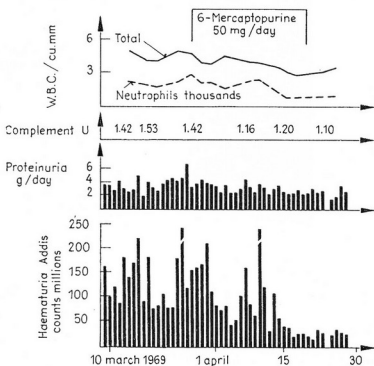 6-Mercaptopurine
50 mg/day
6
Total
3
W.B.C./cu.mm
Neutrophils thousands
Complement U
1.42 1.53 1.42 1.16 1.20 1.10
Proteinuria
g/day
6
4
2
Haematuria Addis
counts millions
250
200
150
100
50
10 march 1969 1 april 15 30